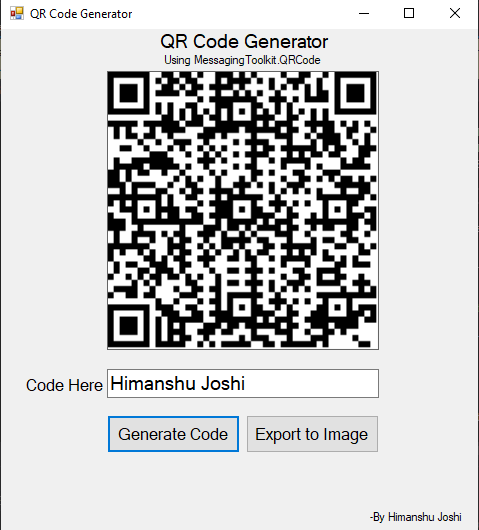 QR Code Generator
QR Code Generator
Using MessagingToolkit.QRCode
Code Here Himanshu Joshi
Generate Code Export to Image
-By Himanshu Joshi